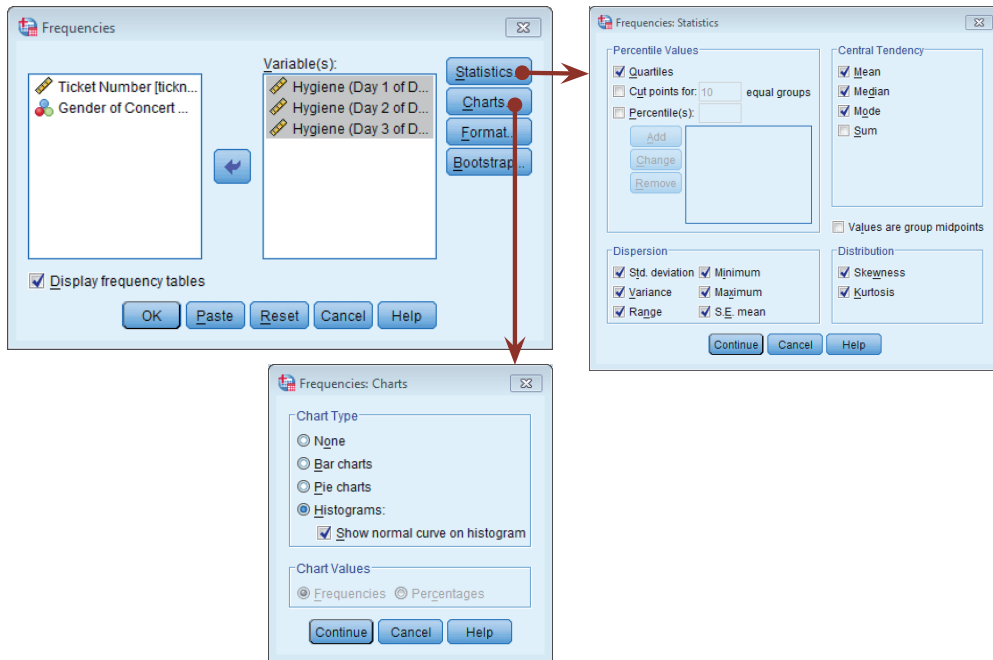 Frequencies
Variable(s):
Ticket Number [tickn...
Gender of Concert ...
Hygiene (Day 1 of D...
Hygiene (Day 2 of D...
Hygiene (Day 3 of D...
Statistics...
Charts...
Format...
Bootstrap...
Display frequency tables
OK Paste Reset Cancel Help
Frequencies: Statistics
Percentile Values
Quartiles
Cut points for: 10 equal groups
Percentile(s):
Add
Change
Remove
Central Tendency
Mean
Median
Mode
Sum
Values are group midpoints
Dispersion
Std. deviation Minimum
Variance Maximum
Range S.E. mean
Distribution
Skewness
Kurtosis
Continue Cancel Help
Frequencies: Charts
Chart Type
None
Bar charts
Pie charts
Histograms:
Show normal curve on histogram
Chart Values
Frequencies Percentages
Continue Cancel Help